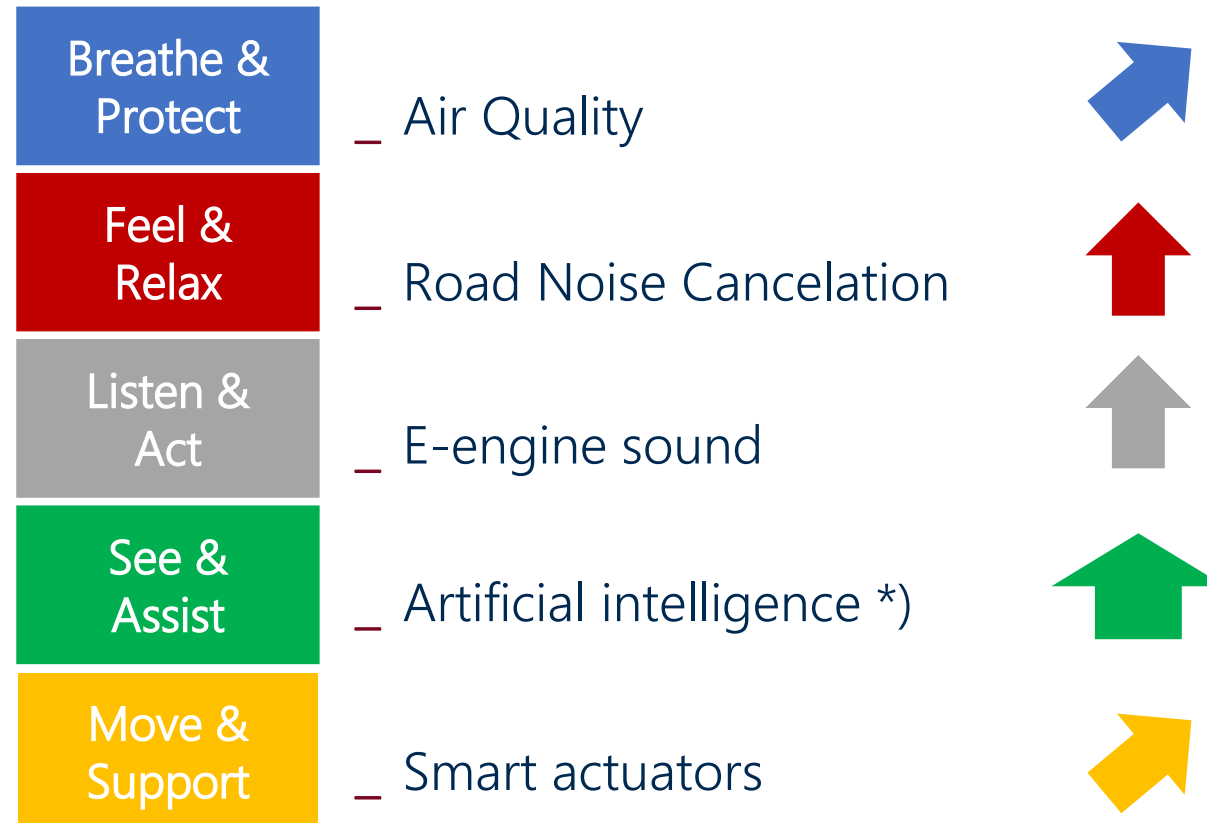 Breathe &
Protect
_ Air Quality
Feel &
Relax
_ Road Noise Cancelation
Listen &
Act
_ E-engine sound
See &
Assist
_ Artificial intelligence *)
Move &
Support
_ Smart actuators